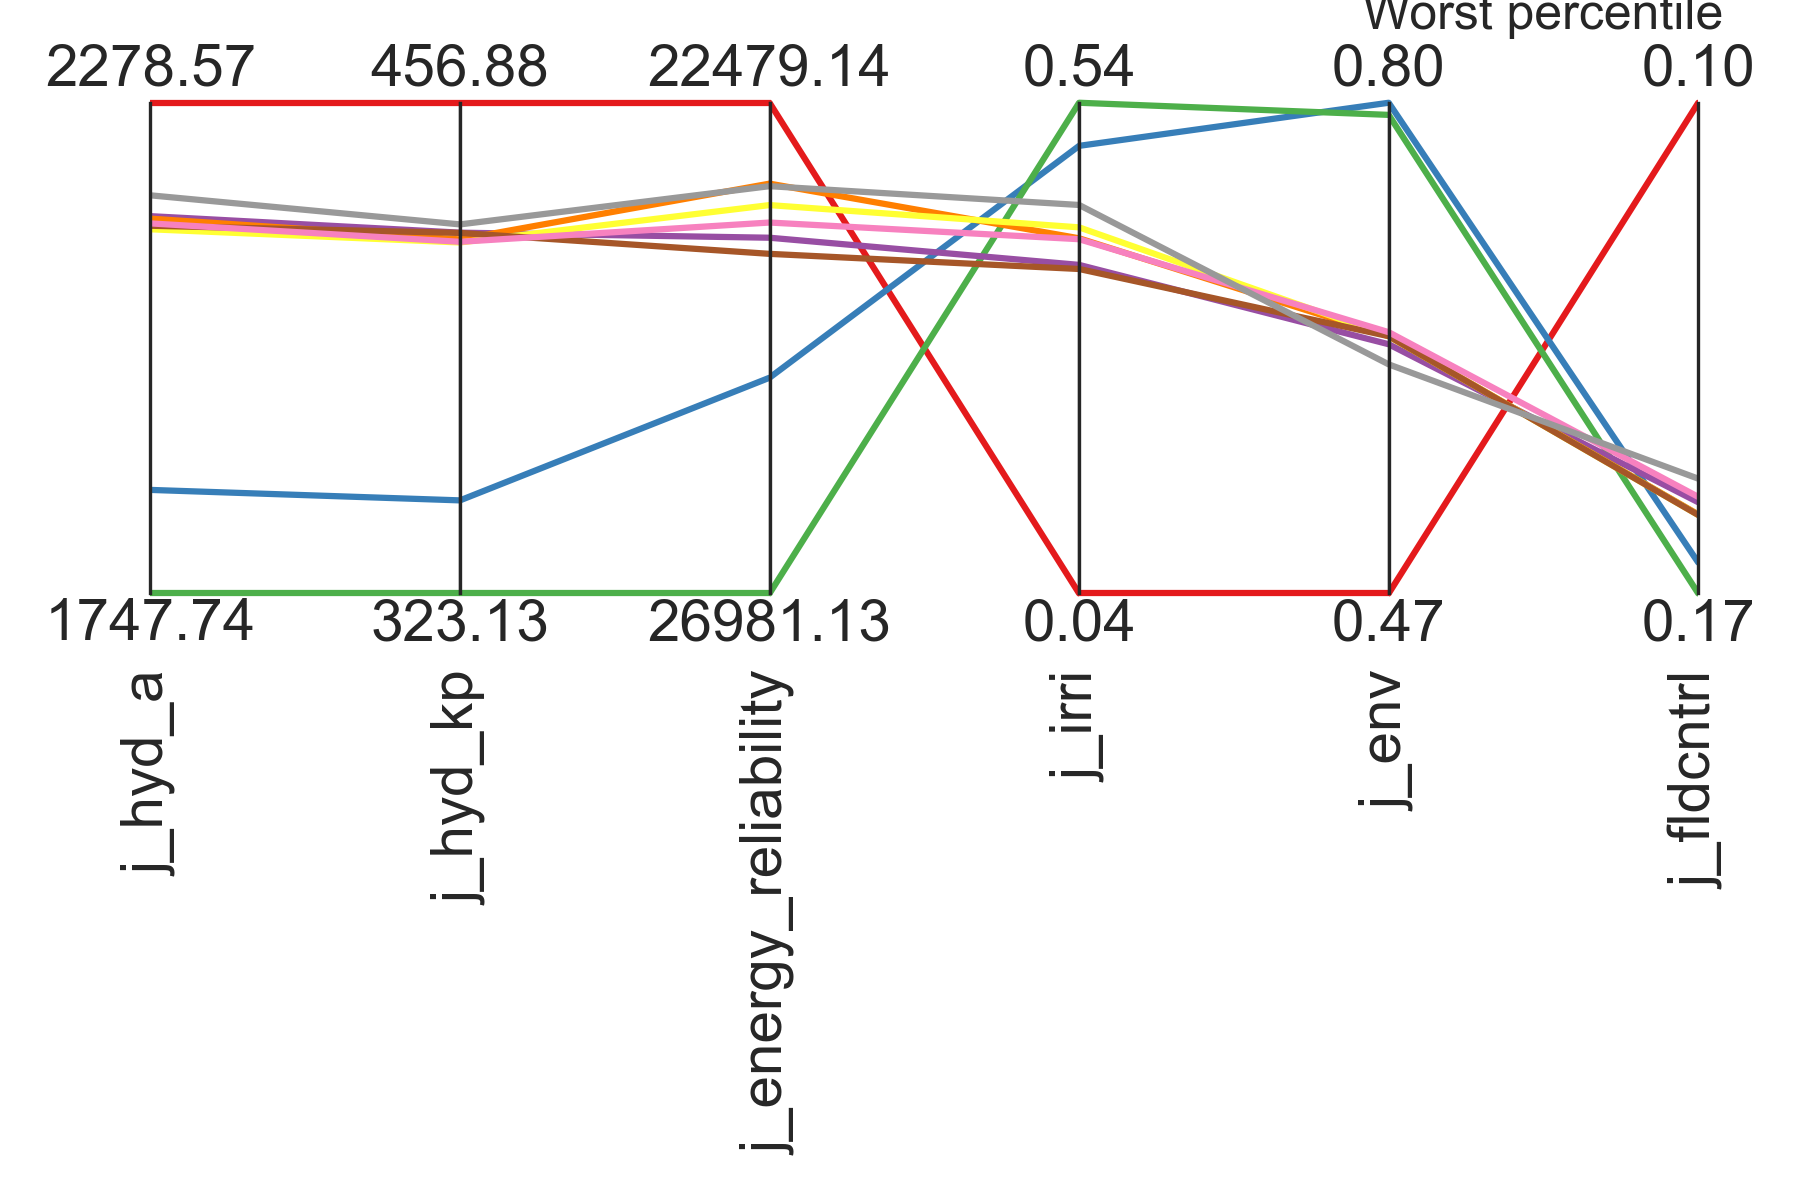 Worst percentile
2278.57 456.88 22479.14 0.54 0.80 0.10
1747.74 323.13 26981.13 0.04 0.47 0.17
j_hyd_a
j_hyd_kp
j_energy_reliability
j_irri
j_env
j_fldcntrl